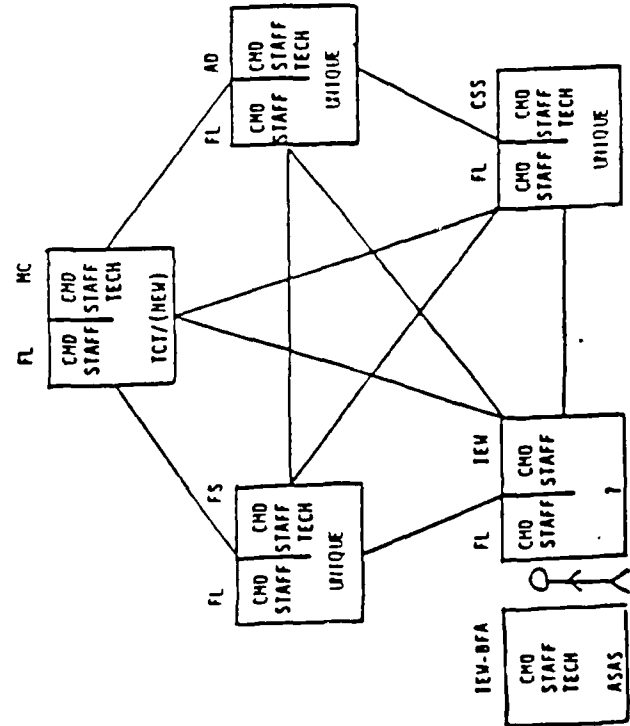 FL MC
CMD CMD
STAFF STAFF
TECH
TCT/(NEW)
FL FS
CMD CMD
STAFF STAFF
TECH
UNIQUE
FL AD
CMD CMD
STAFF STAFF
TECH
UNIQUE
IEW-BFA
CMD
STAFF
TECH
ASAS
FL IEW
CMD CMD
STAFF STAFF
?
FL CSS
CMD CMD
STAFF STAFF
TECH
UNIQUE